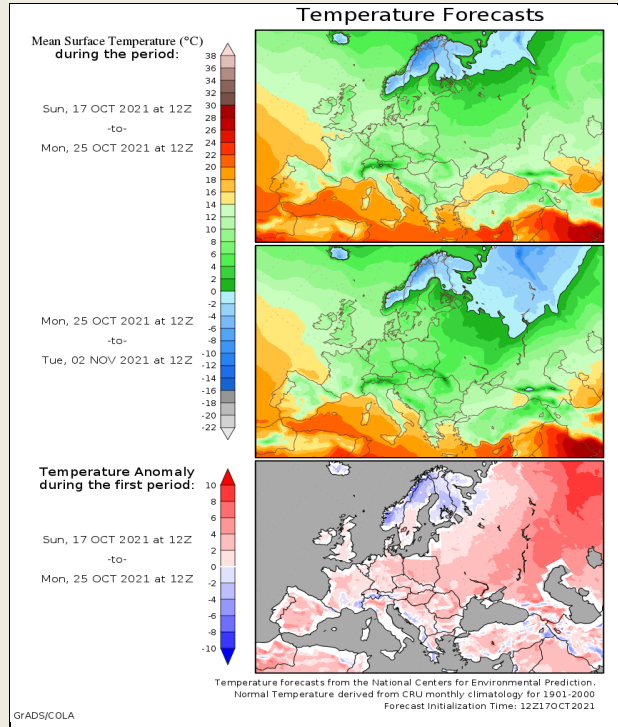 Temperature Forecasts
Mean Surface Temperature (°C)
during the period:
Sun, 17 OCT 2021 at 12Z
-to-
Mon, 25 OCT 2021 at 12Z
38
36
34
32
30
28
26
24
22
20
18
16
14
12
10
8
6
4
2
0
-2
-4
-6
-8
-10
-12
-14
-16
-18
-20
-22
Mon, 25 OCT 2021 at 12Z
-to-
Tue, 02 NOV 2021 at 12Z
Temperature Anomaly
during the first period:
Sun, 17 OCT 2021 at 12Z
-to-
Mon, 25 OCT 2021 at 12Z
10
8
6
4
2
0
-2
-4
-6
-8
-10
Temperature forecasts from the National Centers for Environmental Prediction.
Normal Temperature derived from CRU monthly climatology for 1901-2000
Forecast Initialization Time: 12Z17OCT2021
GrADS/COLA